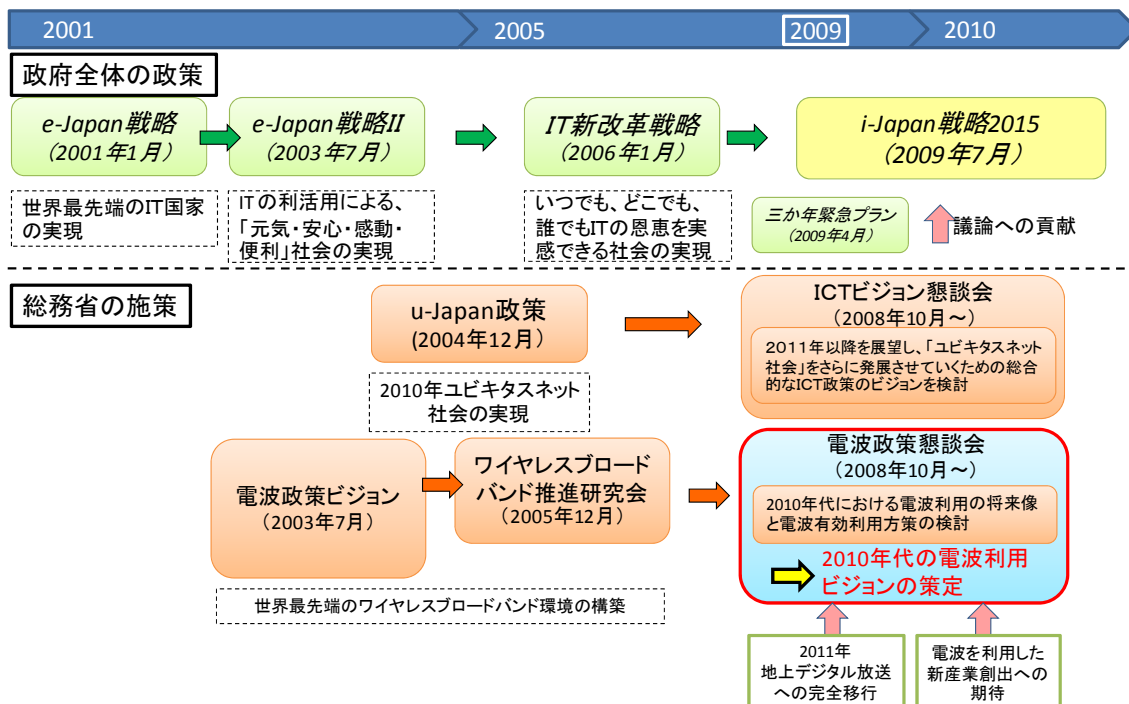 2001
2005
2009
2010
政府全体の政策
e-Japan戦略
（2001年1月）
e-Japan戦略II
（2003年7月）
IT新改革戦略
（2006年1月）
i-Japan戦略2015
（2009年7月）
世界最先端のIT国家
の実現
ITの利活用による、
「元気・安心・感動・
便利」社会の実現
いつでも、どこでも、
誰でもITの恩恵を実
感できる社会の実現
三か年緊急プラン
（2009年4月）
議論への貢献
総務省の施策
u-Japan政策
(2004年12月）
2010年ユビキタスネット
社会の実現
ICTビジョン懇談会
（2008年10月～）
２０１１年以降を展望し、「ユビキタスネット
社会」をさらに発展させていくための総合
的なICT政策のビジョンを検討
電波政策ビジョン
（2003年7月）
ワイヤレスブロード
バンド推進研究会
（2005年12月）
世界最先端のワイヤレスブロードバンド環境の構築
電波政策懇談会
（2008年10月～）
2010年代における電波利用の将来像
と電波有効利用方策の検討
2010年代の電波利用
ビジョンの策定
2011年
地上デジタル放送
への完全移行
電波を利用した
新産業創出への
期待